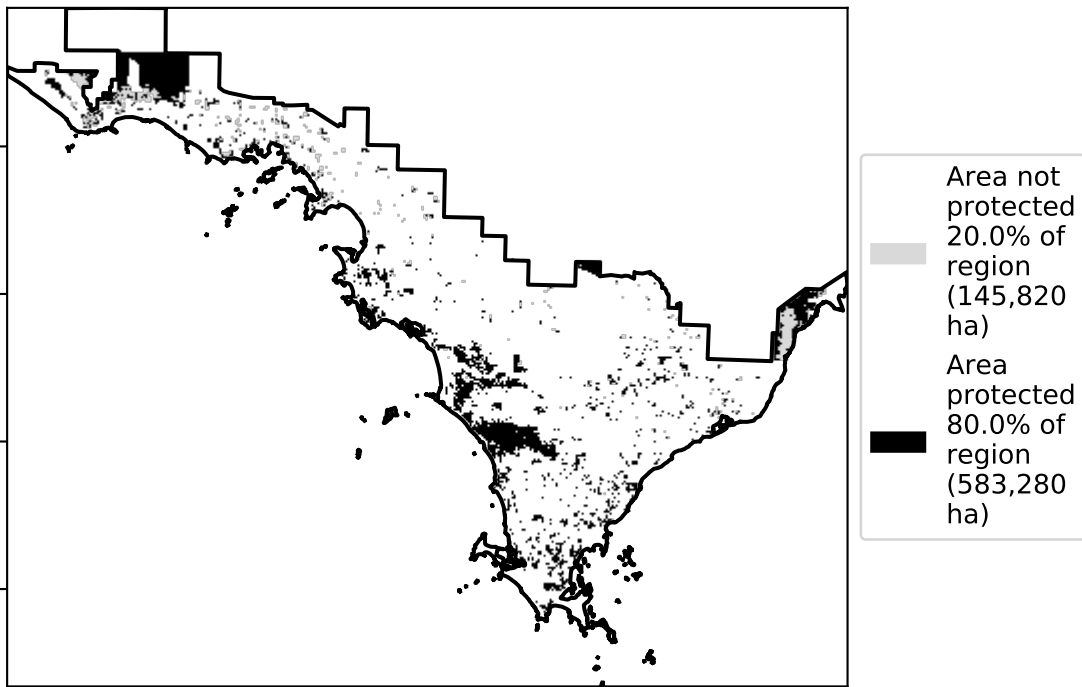 Area not
protected
20.0% of
region
(145,820
ha)
Area
protected
80.0% of
region
(583,280
ha)